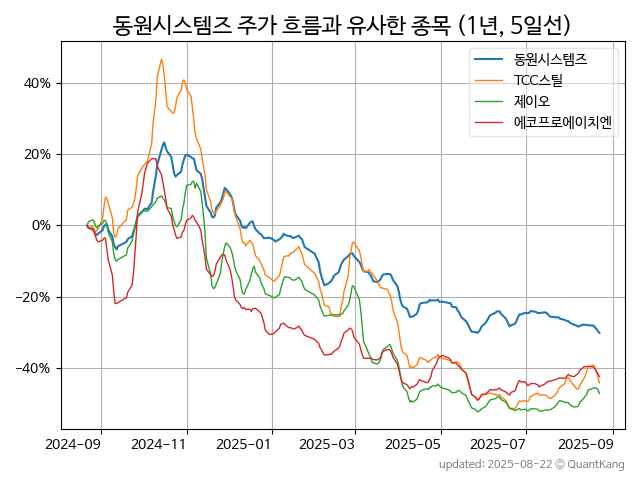 동원시스템즈 주가 흐름과 유사한 종목 (1년, 5일선)
동원시스템즈
TCC스틸
제이오
에코프로에이치엔
40%
20%
0%
−20%
−40%
2024-09 2024-11 2025-01 2025-03 2025-05 2025-07 2025-09
updated: 2025-08-22 © QuantKang